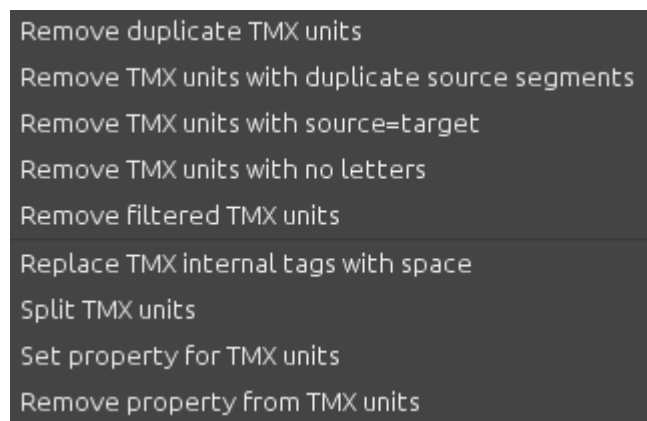 Remove duplicate TMX units
Remove TMX units with duplicate source segments
Remove TMX units with source=target
Remove TMX units with no letters
Remove filtered TMX units
Replace TMX internal tags with space
Split TMX units
Set property for TMX units
Remove property from TMX units